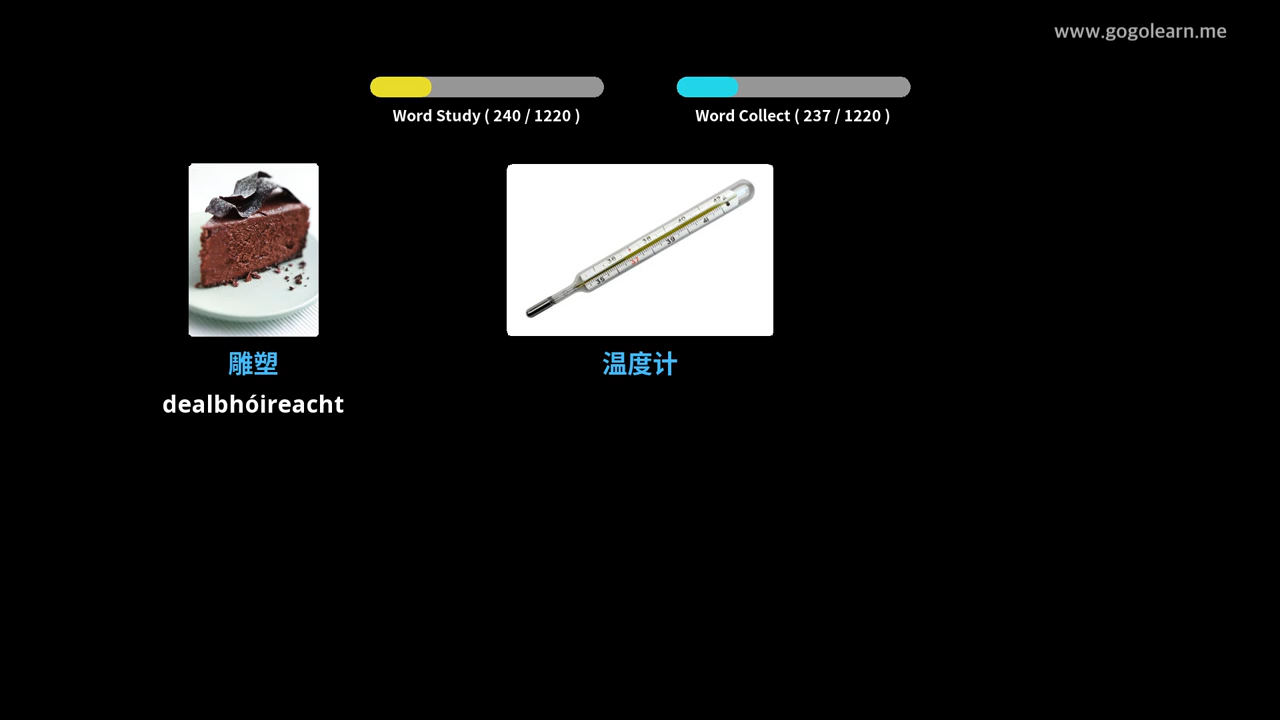 www.gogolearn.me
Word Study ( 240 / 1220 )
Word Collect ( 237 / 1220 )
雕塑
温度计
dealbhóireacht